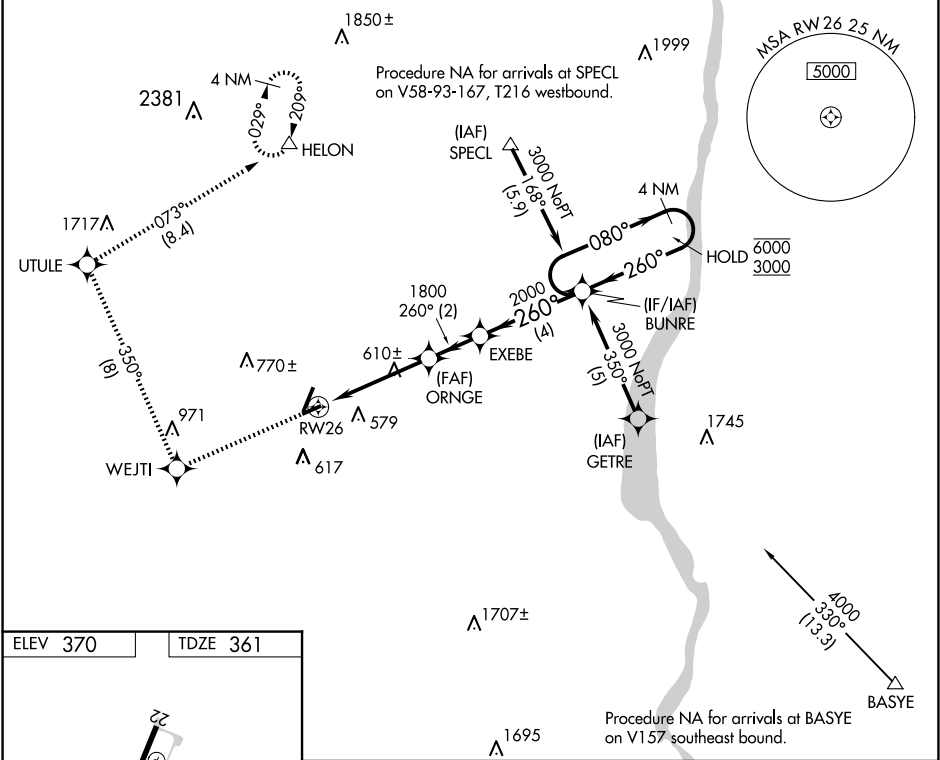 1850±
1999
MSA RW26 25 NM
5000
Procedure NA for arrivals at SPECL
on V58-93-167, T216 westbound.
4 NM
2381
029°
209°
HELON
(IAF)
SPECL
3000 NoPT
168°
(5.9)
4 NM
080°
260°
HOLD 6000
3000
1717
073°
(8.4)
UTULE
1800
260° (2)
2000
260°
(4)
(IF/IAF)
BUNRE
EXEBE
350°
(8)
770±
610±
(FAF)
ORNGE
3000 NoPT
350°
(5)
971
RW26
579
617
WEJTI
(IAF)
GETRE
1745
4000
330°
(13.3)
BASYE
1707±
ELEV 370
TDZE 361
Procedure NA for arrivals at BASYE
on V157 southeast bound.
1695
22